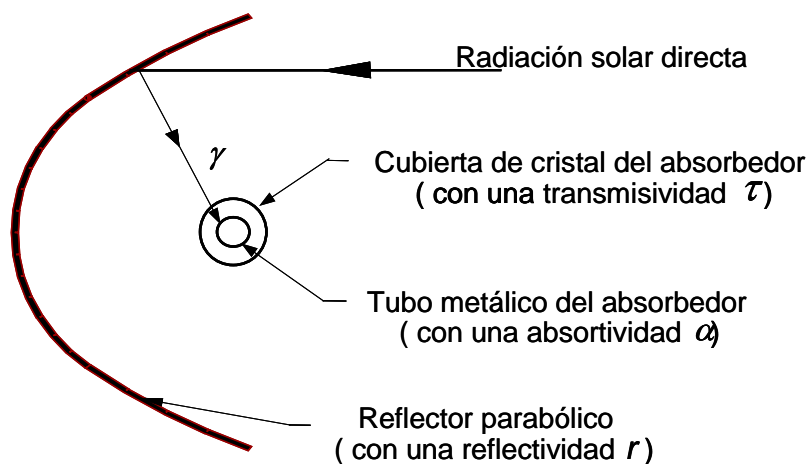 Radiación solar directa
γ
Cubierta de cristal del absorbedor
( con una transmisividad τ)
Tubo metálico del absorbedor
( con una absortividad α)
Reflector parabólico
( con una reflectividad r)